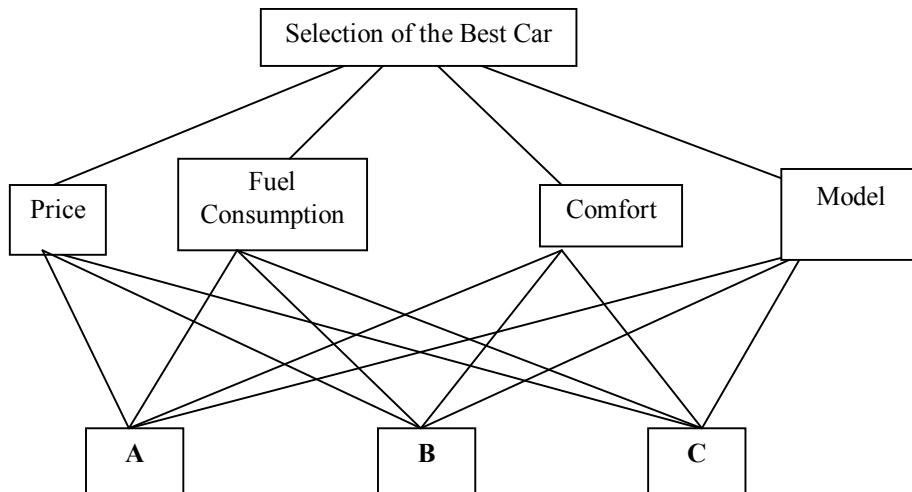 Selection of the Best Car
Price
Fuel
Consumption
Comfort
Model
A
B
C